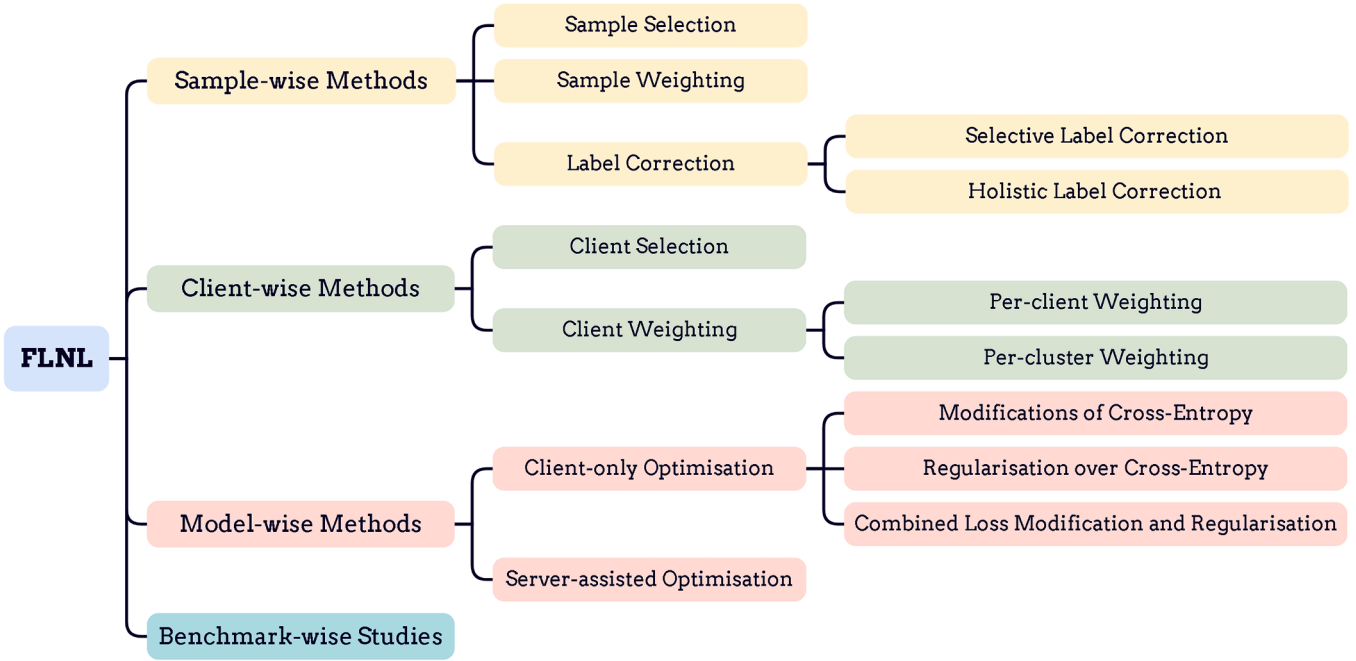 FLNL
Sample-wise Methods
Sample Selection
Sample Weighting
Label Correction
Selective Label Correction
Holistic Label Correction
Client-wise Methods
Client Selection
Client Weighting
Per-client Weighting
Per-cluster Weighting
Model-wise Methods
Client-only Optimisation
Modifications of Cross-Entropy
Regularisation over Cross-Entropy
Combined Loss Modification and Regularisation
Server-assisted Optimisation
Benchmark-wise Studies